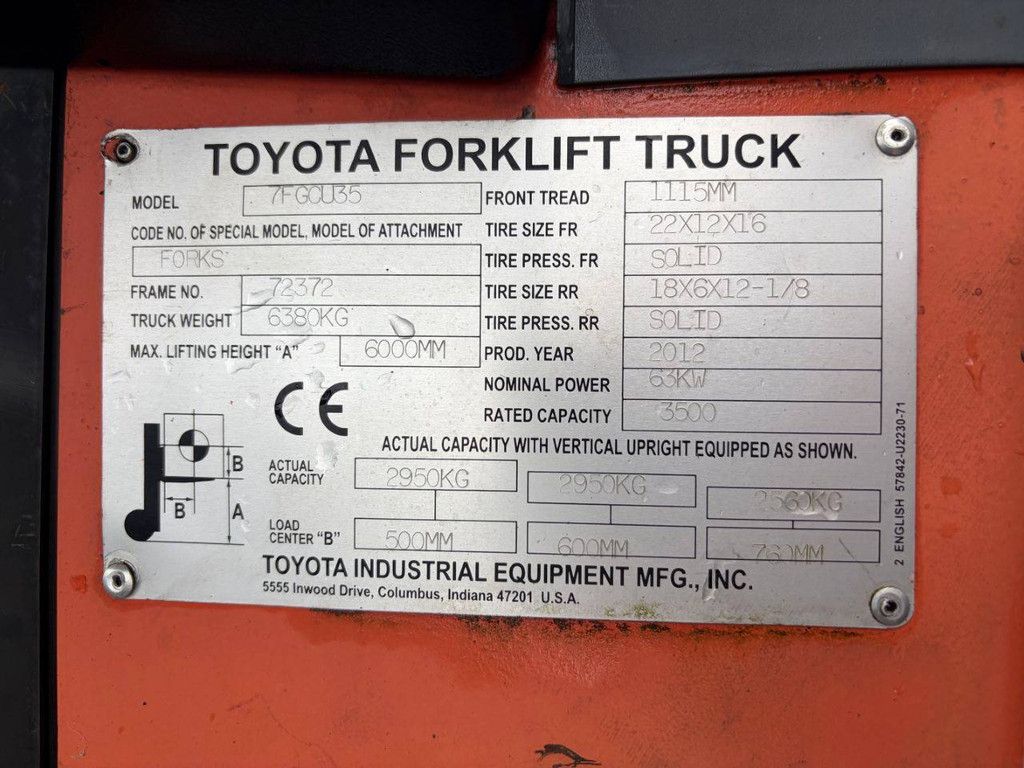 TOYOTA FORKLIFT TRUCK
MODEL 7FGCU35 FRONT TREAD 1115MM
CODE NO. OF SPECIAL MODEL, MODEL OF ATTACHMENT TIRE SIZE FR 22X12X16
FORKS TIRE PRESS. FR SOLID
FRAME NO. 72372 TIRE SIZE RR 18X6X12-1/8
TRUCK WEIGHT 6380KG TIRE PRESS. RR SOLID
MAX. LIFTING HEIGHT "A" 6000MM PROD. YEAR 2012
NOMINAL POWER 63KW
CE RATED CAPACITY 3500
ACTUAL CAPACITY WITH VERTICAL UPRIGHT EQUIPPED AS SHOWN.
B
B A
ACTUAL
CAPACITY 2950KG 2950KG 2560KG
LOAD
CENTER "B" 500MM 600MM 760MM
TOYOTA INDUSTRIAL EQUIPMENT MFG., INC.
5555 Inwood Drive, Columbus, Indiana 47201 U.S.A.
2 ENGLISH 57842-U2230-71